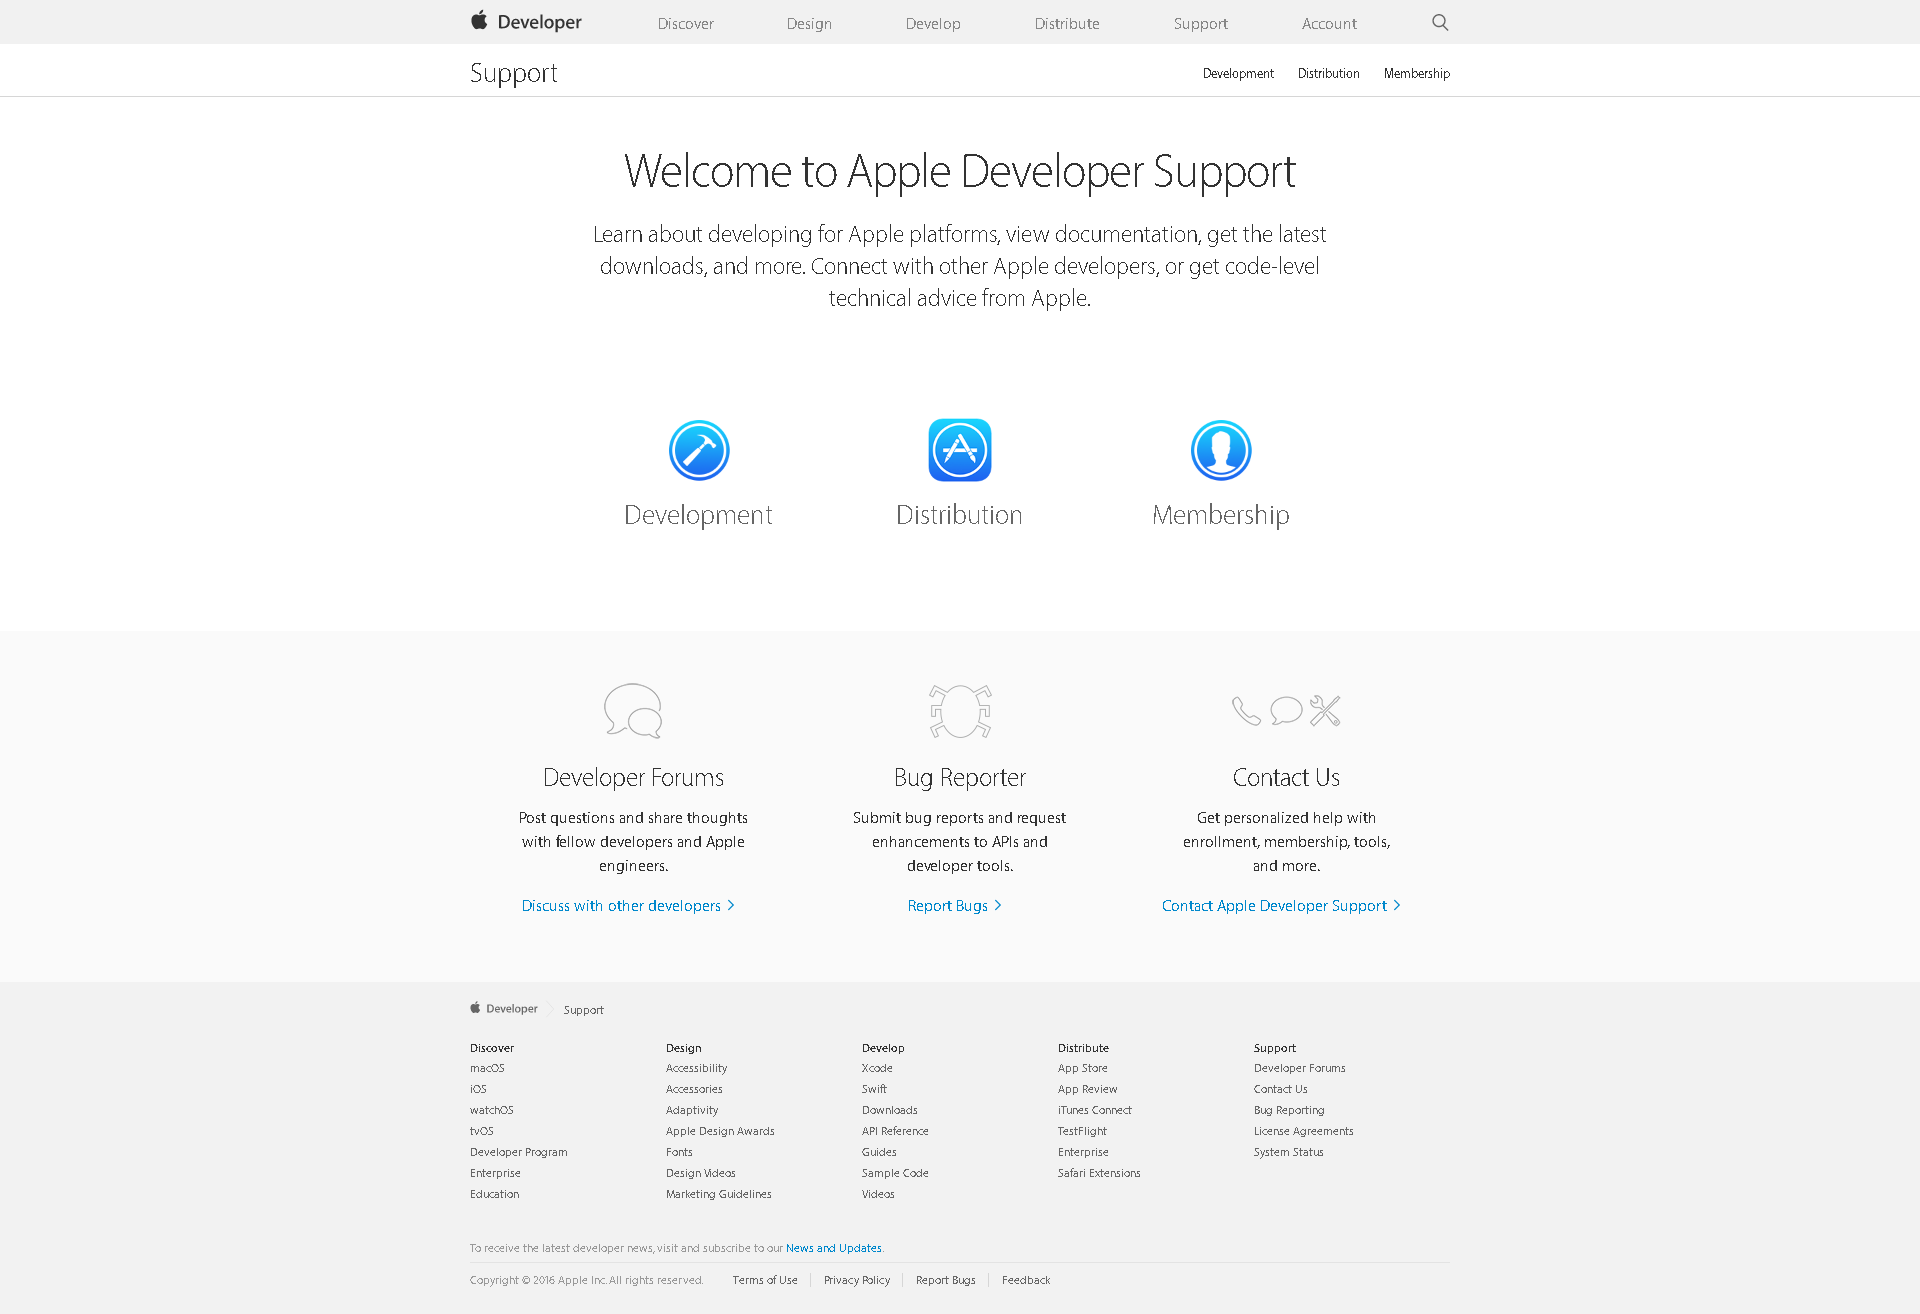 Developer Discover Design Develop Distribute Support Account
Support Development Distribution Membership
Welcome to Apple Developer Support
Learn about developing for Apple platforms, view documentation, get the latest
downloads, and more. Connect with other Apple developers, or get code-level
technical advice from Apple.
Development Distribution Membership
Developer Forums
Post questions and share thoughts
with fellow developers and Apple
engineers.
Discuss with other developers
Bug Reporter
Submit bug reports and request
enhancements to APIs and
developer tools.
Report Bugs
Contact Us
Get personalized help with
enrollment, membership, tools,
and more.
Contact Apple Developer Support
Developer Support
Discover
macOS
iOS
watchOS
tvOS
Developer Program
Enterprise
Education
Design
Accessibility
Accessories
Adaptivity
Apple Design Awards
Fonts
Design Videos
Marketing Guidelines
Develop
Xcode
Swift
Downloads
API Reference
Guides
Sample Code
Videos
Distribute
App Store
App Review
iTunes Connect
TestFlight
Enterprise
Safari Extensions
Support
Developer Forums
Contact Us
Bug Reporting
License Agreements
System Status
To receive the latest developer news, visit and subscribe to our News and Updates.
Copyright © 2016 Apple Inc. All rights reserved. Terms of Use Privacy Policy Report Bugs Feedback